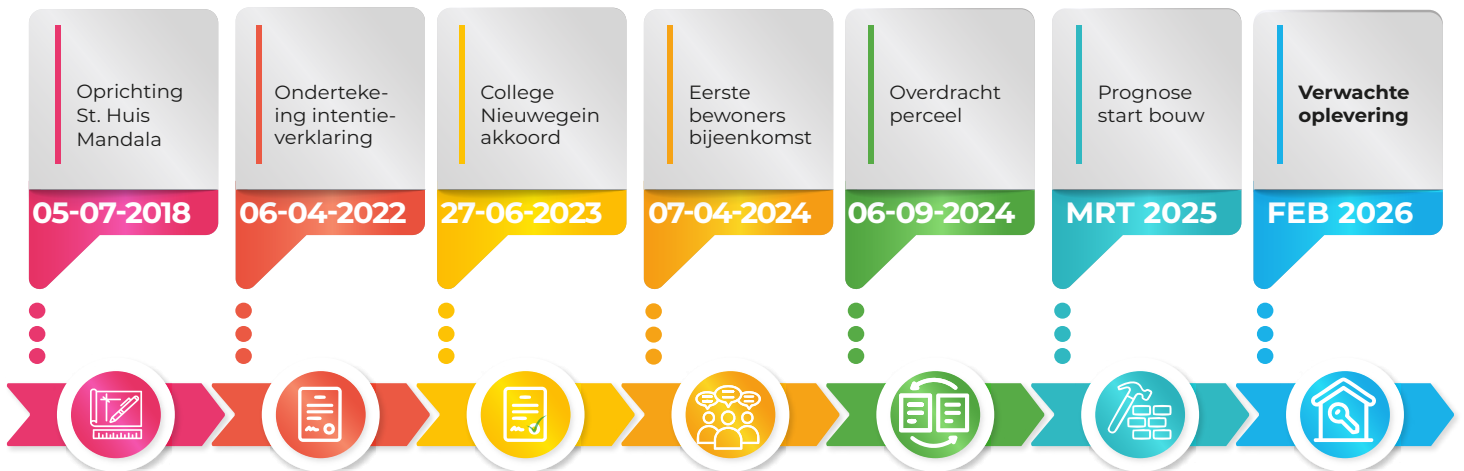 Oprichting
St. Huis
Mandala
05-07-2018
Onderteke-
ing intentie-
verklaring
06-04-2022
College
Nieuwegein
akkoord
27-06-2023
Eerste
bewoners
bijeenkomst
07-04-2024
Overdracht
perceel
06-09-2024
Prognose
start bouw
MRT 2025
Verwachte
oplevering
FEB 2026